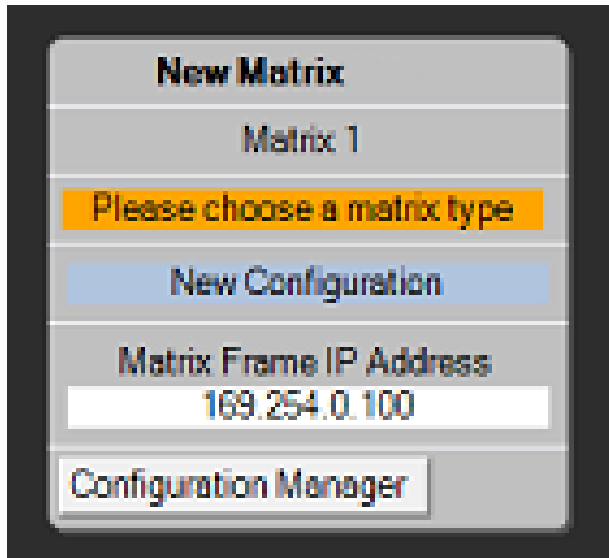 New Matrix
Matrix 1
Please choose a matrix type
New Configuration
Matrix Frame IP Address
169.254.0.100
Configuration Manager